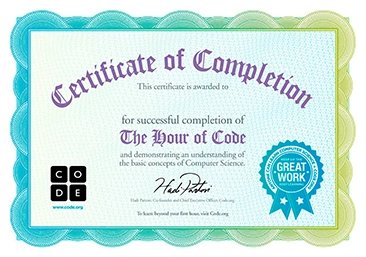 Certificate of Completion
This certificate is awarded to
for successful completion of
The Hour of Code
and demonstrating an understanding of
the basic concepts of Computer Science.
C O
D E
www.code.org
GREAT
WORK
Hadi Partovi
Hadi Partovi, Co-founder and Chief Executive Officer, Code.org
To learn beyond your first hour, visit Code.org